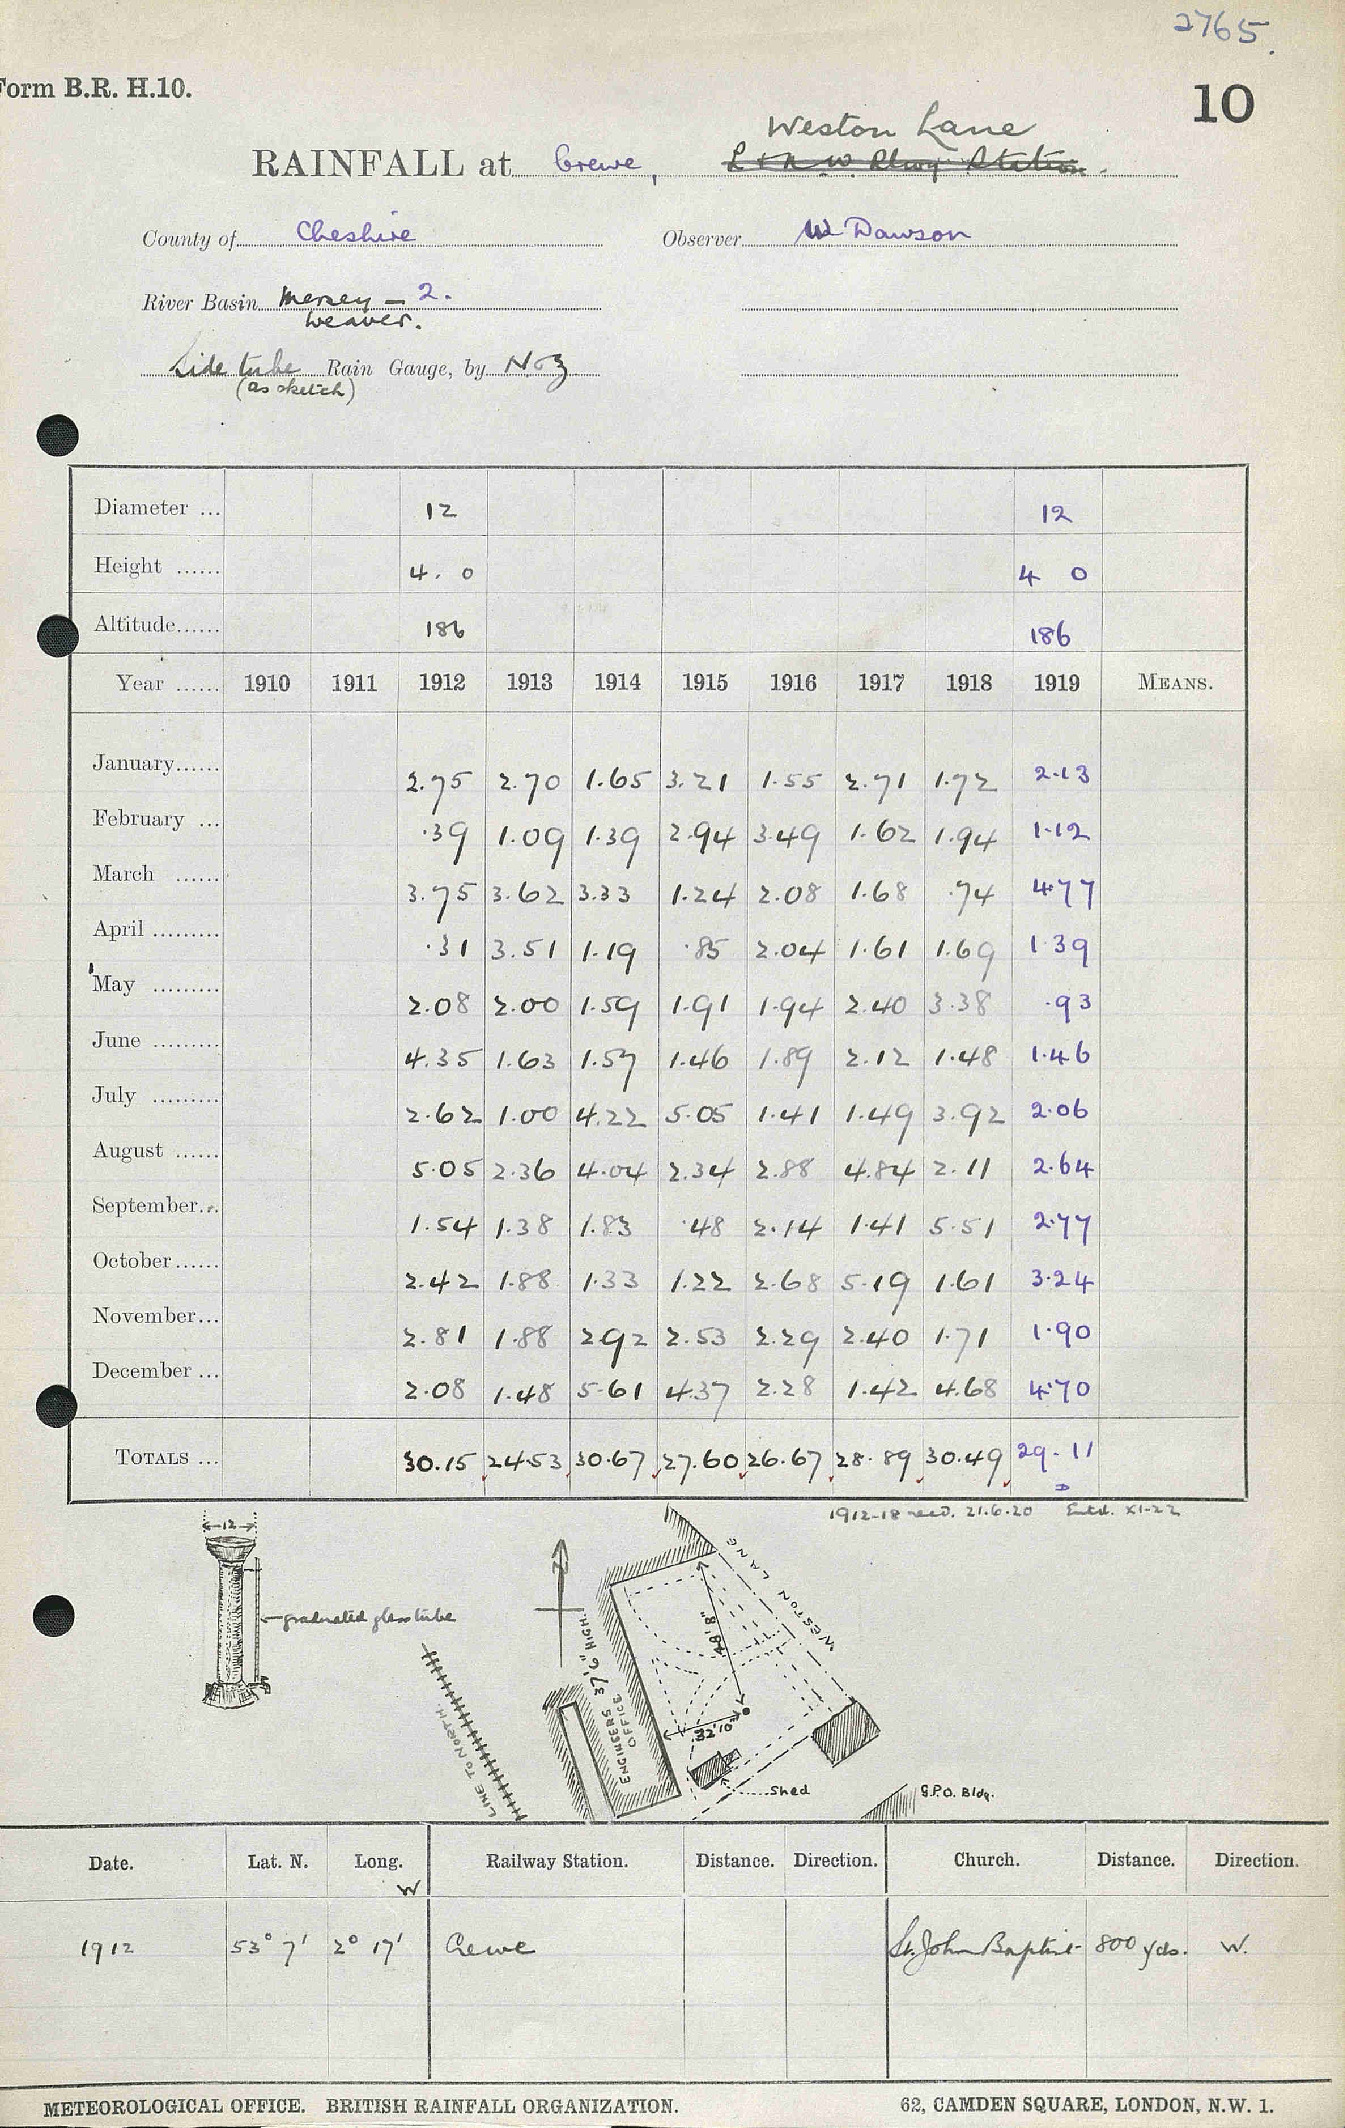 2765.
Form B.R. H.10.
10
Weston Lane
RAINFALL at Crewe, L & N. W. Rlwy Station.
County of Cheshire Observer W Dawson
River Basin Mersey – 2.
Weaver.
Side tube Rain Gauge, by
(as sketch)
Diameter ... 12 12
Height ...... 4. 0 4 0
Altitude...... 186 186
Year ...... 1910 1911 1912 1913 1914 1915 1916 1917 1918 1919 MEANS.
January...... 2.75 2.70 1.65 3.21 1.55 2.71 1.72 2.13
February ... .39 1.09 1.39 2.94 3.49 1.62 1.94 1.12
March ...... 3.75 3.62 3.33 1.24 2.08 1.68 .74 4.77
April ......... .31 3.51 1.19 .85 2.04 1.61 1.69 1.39
May ......... 2.08 2.00 1.59 1.91 1.94 2.40 3.38 .93
June ......... 4.35 1.63 1.57 1.46 1.89 2.12 1.48 1.46
July ......... 2.62 1.00 4.22 5.05 1.41 1.49 3.92 2.06
August ...... 5.05 2.36 4.04 2.34 2.88 4.84 2.11 2.64
September... 1.54 1.38 1.83 .48 2.14 1.41 5.51 2.77
October...... 2.42 1.88 1.33 1.22 2.68 5.19 1.61 3.24
November... 2.81 1.88 2.92 2.53 2.29 2.40 1.71 1.90
December ... 2.08 1.48 5.61 4.37 2.28 1.42 4.68 4.70
TOTALS ... 30.15 24.53 30.67 27.60 26.67 28.89 30.49 29.11
1912-18 recd. 21.6.20 Entd. XI-22
12
graduated glass tube
LINE TO NORTH
ENGINEERS 37' 6" HIGH.
OFFICE
48' 8"
32' 10"
WESTON LANE
Shed
G.P.O. Bldg.
Date. Lat. N. Long. Railway Station. Distance. Direction. Church. Distance. Direction.
W
1912 53° 7' 2° 17' Crewe St. John Baptist 800 yds. W.
METEOROLOGICAL OFFICE. BRITISH RAINFALL ORGANIZATION. 62, CAMDEN SQUARE, LONDON, N.W. 1.